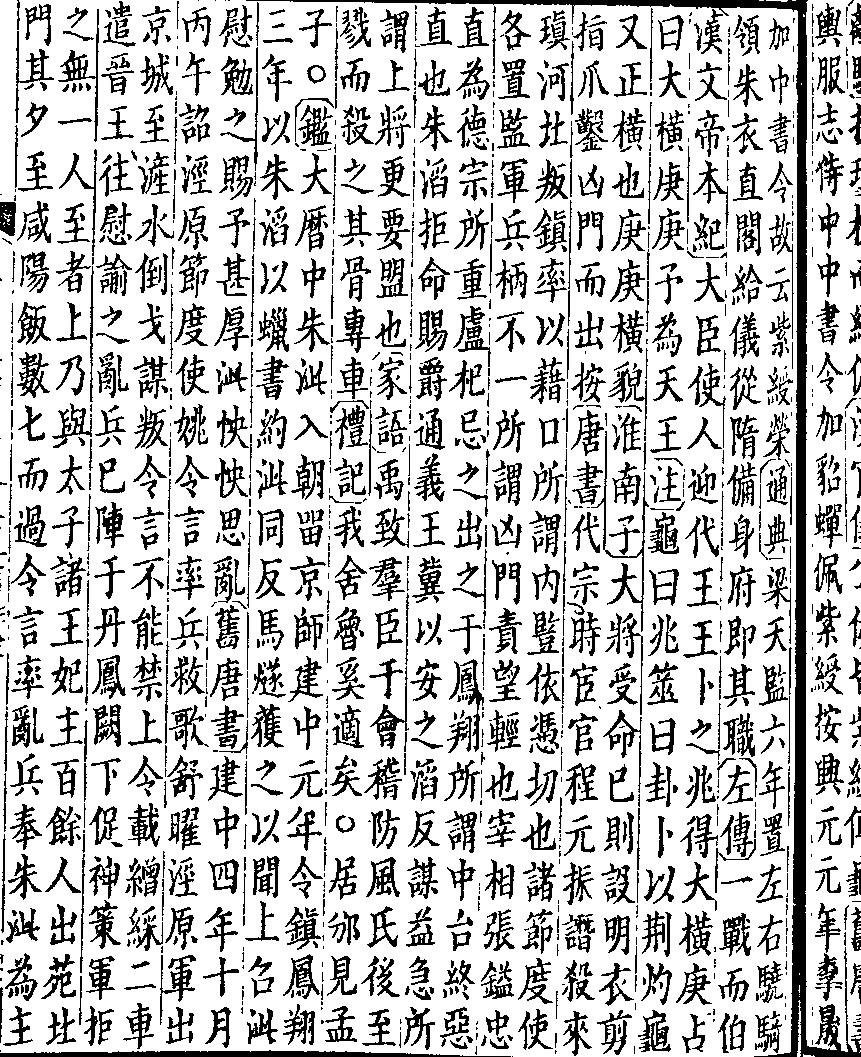 輿服志侍中中書令加貂蟬佩紫綬按興元元年李晟
加中書令故云紫綬榮通典梁天監六年置左右驍騎
領朱衣直閤給儀從隋備身府即其職左傳一戰而伯
漢文帝本紀大臣使人迎代王王卜之兆得大橫庚占
曰大橫庚庚予為天王注龜曰兆筮曰卦卜以荆灼龜
又正橫也庚庚橫貌淮南子大將受命已則設明衣剪
指爪鑿凶門而出按唐書代宗時宦官程元振譖殺來
瑱河北叛鎮率以藉口所謂內豎依憑切也諸節度使
各置監軍兵柄不一所謂凶門責望輕也宰相張鎰忠
直為德宗所重盧杞忌之出之于鳳翔所謂中台終惡
直也朱滔拒命賜爵通義王冀以安之滔反謀益急所
謂上將更要盟也家語禹致羣臣于會稽防風氏後至
戮而殺之其骨專車禮記我舍魯奚適矣○居邠見孟
子○鑑大曆中朱泚入朝留京師建中元年令鎮鳳翔
三年以朱滔以蠟書約泚同反馬燧獲之以聞上召泚
慰勉之賜予甚厚泚怏怏思亂舊唐書建中四年十月
丙午詔涇原節度使姚令言率兵救歌舒曜涇原軍出
京城至滻水倒戈謀叛令言不能禁上令載繒綵二車
遣晉王往慰諭之亂兵已陣于丹鳳闕下促神策軍拒
之無一人至者上乃與太子諸王妃主百餘人出苑北
門其夕至咸陽飯數七而過令言率亂兵奉朱泚為主